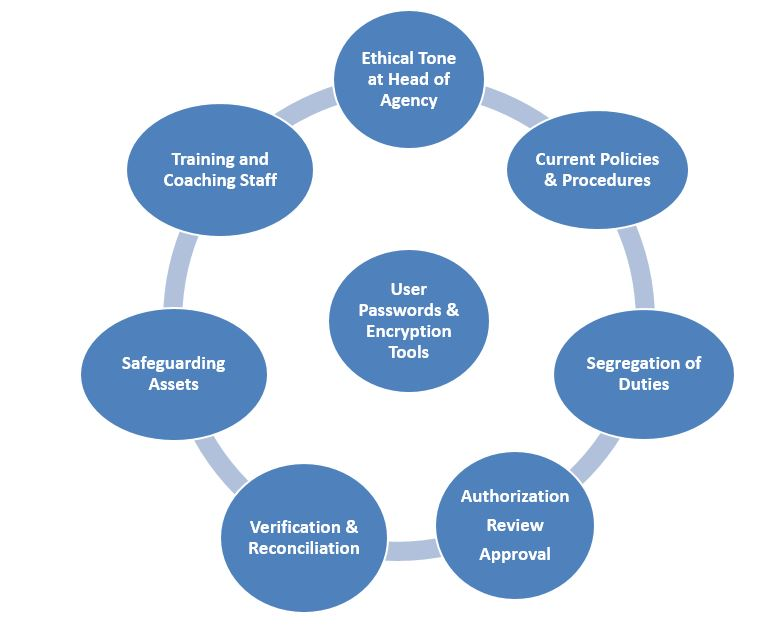 Ethical Tone
at Head of
Agency
Current Policies
& Procedures
Segregation of
Duties
Authorization
Review
Approval
Verification &
Reconciliation
Safeguarding
Assets
Training and
Coaching Staff
User
Passwords &
Encryption
Tools